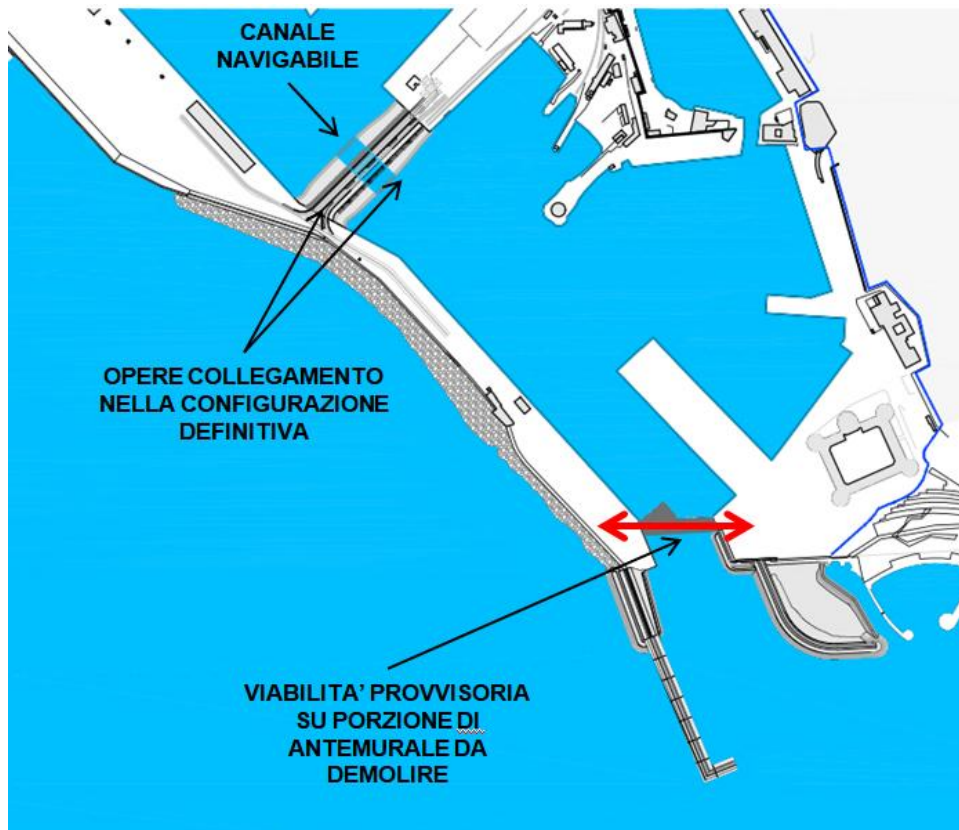 CANALE
NAVIGABILE
OPERE COLLEGAMENTO
NELLA CONFIGURAZIONE
DEFINITIVA
VIABILITA' PROVVISORIA
SU PORZIONE DI
ANTEMURALE DA
DEMOLIRE